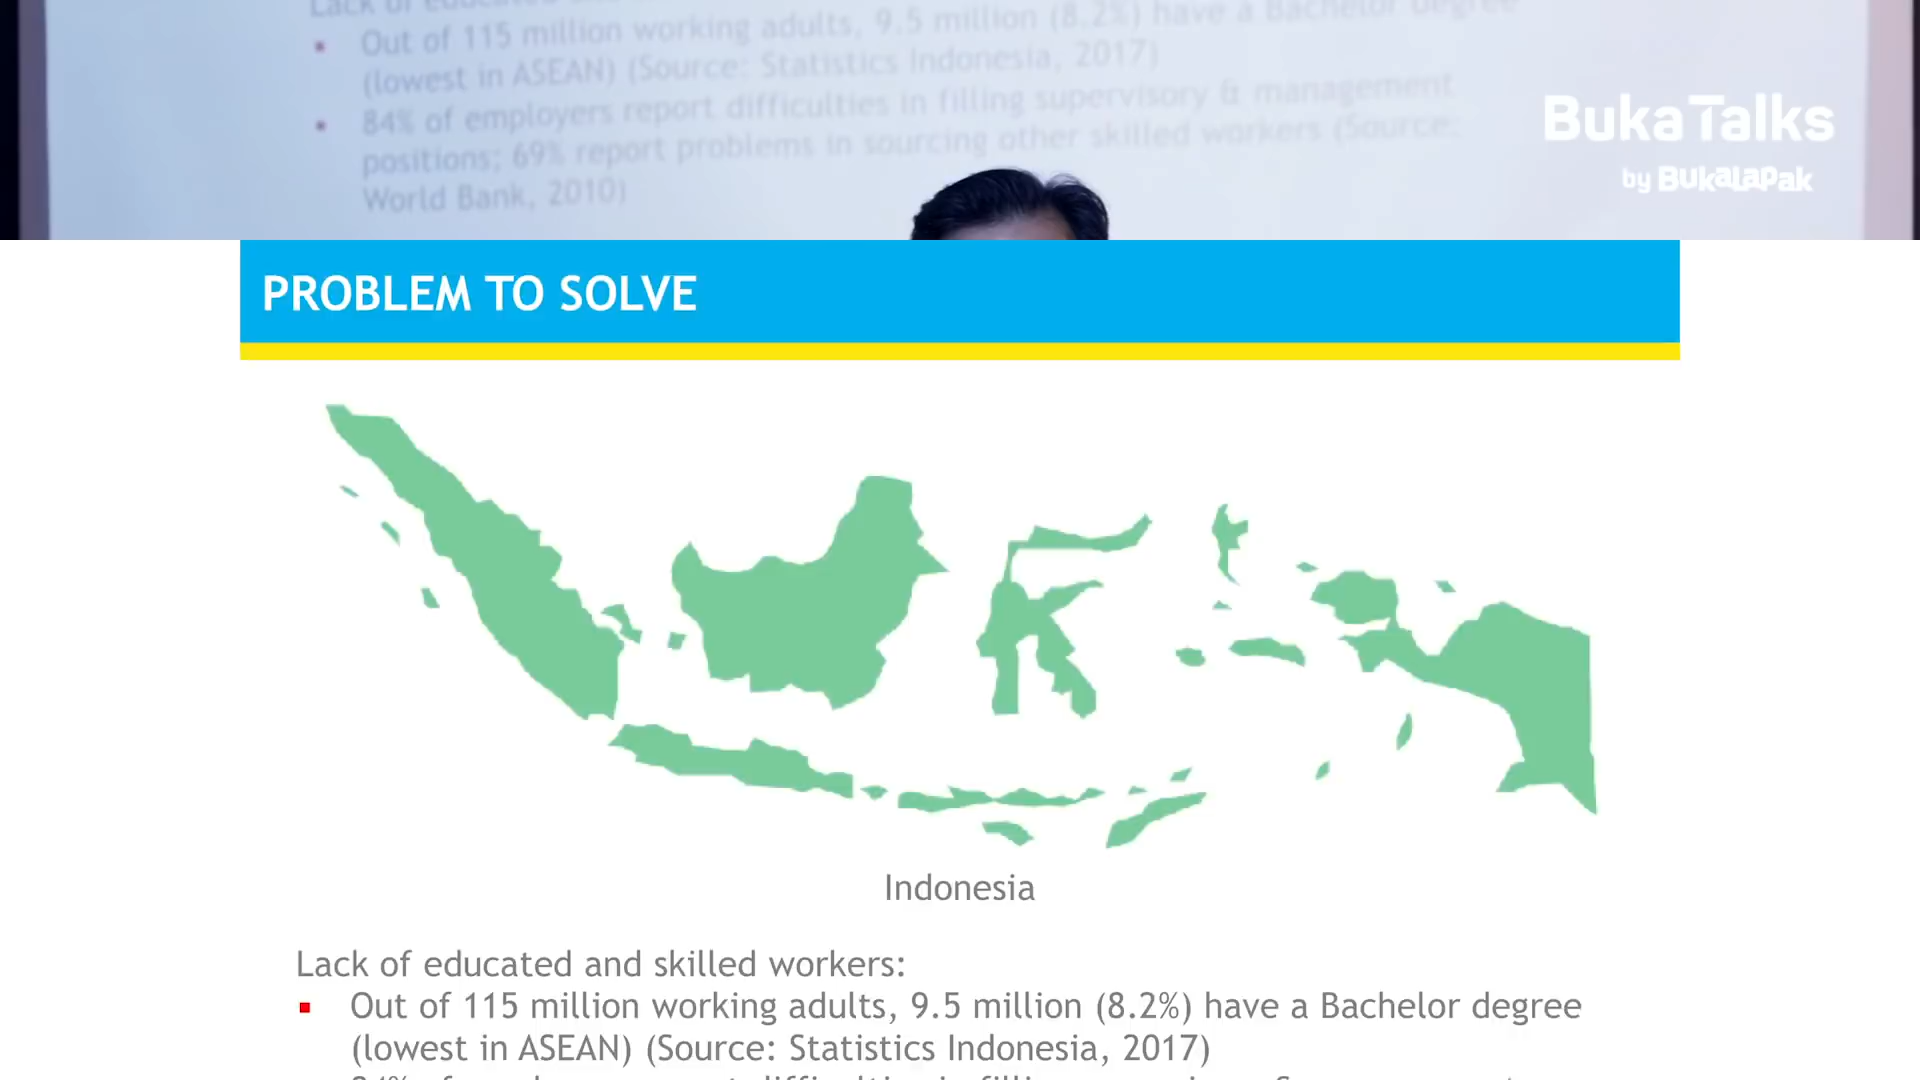 Lack of educated
Out of 115 million working adults, 9.5 million (8.2%) have a Bachelor degree
(lowest in ASEAN) (Source: Statistics Indonesia, 2017)
84% of employers report difficulties in filling supervisory & management
positions; 69% report problems in sourcing other skilled workers (Source:
World Bank, 2010)
BukaTalks
by BukaLapak
PROBLEM TO SOLVE
Indonesia
Lack of educated and skilled workers:
Out of 115 million working adults, 9.5 million (8.2%) have a Bachelor degree
(lowest in ASEAN) (Source: Statistics Indonesia, 2017)